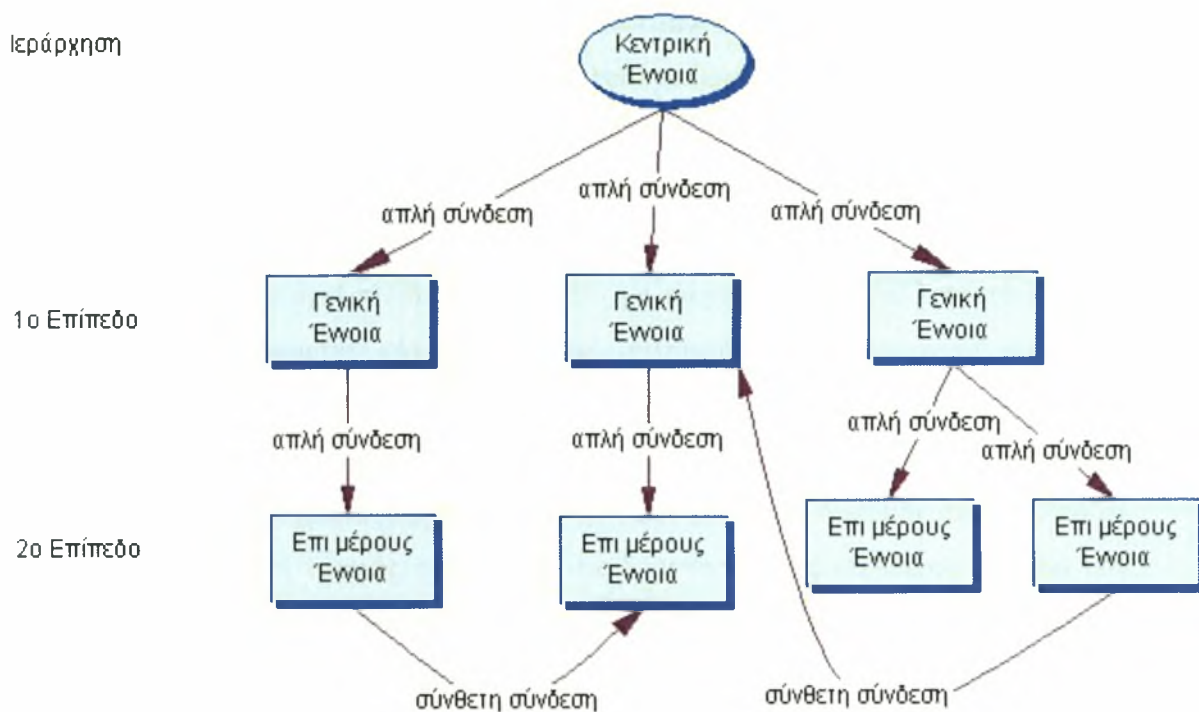 Ιεράρχηση
Κεντρική
Έννοια
απλή σύνδεση
απλή σύνδεση
απλή σύνδεση
1ο Επίπεδο
Γενική
Έννοια
Γενική
Έννοια
Γενική
Έννοια
απλή σύνδεση
απλή σύνδεση
απλή σύνδεση
απλή σύνδεση
2ο Επίπεδο
Επι μέρους
Έννοια
Επι μέρους
Έννοια
Επι μέρους
Έννοια
Επι μέρους
Έννοια
σύνθετη σύνδεση
σύνθετη σύνδεση